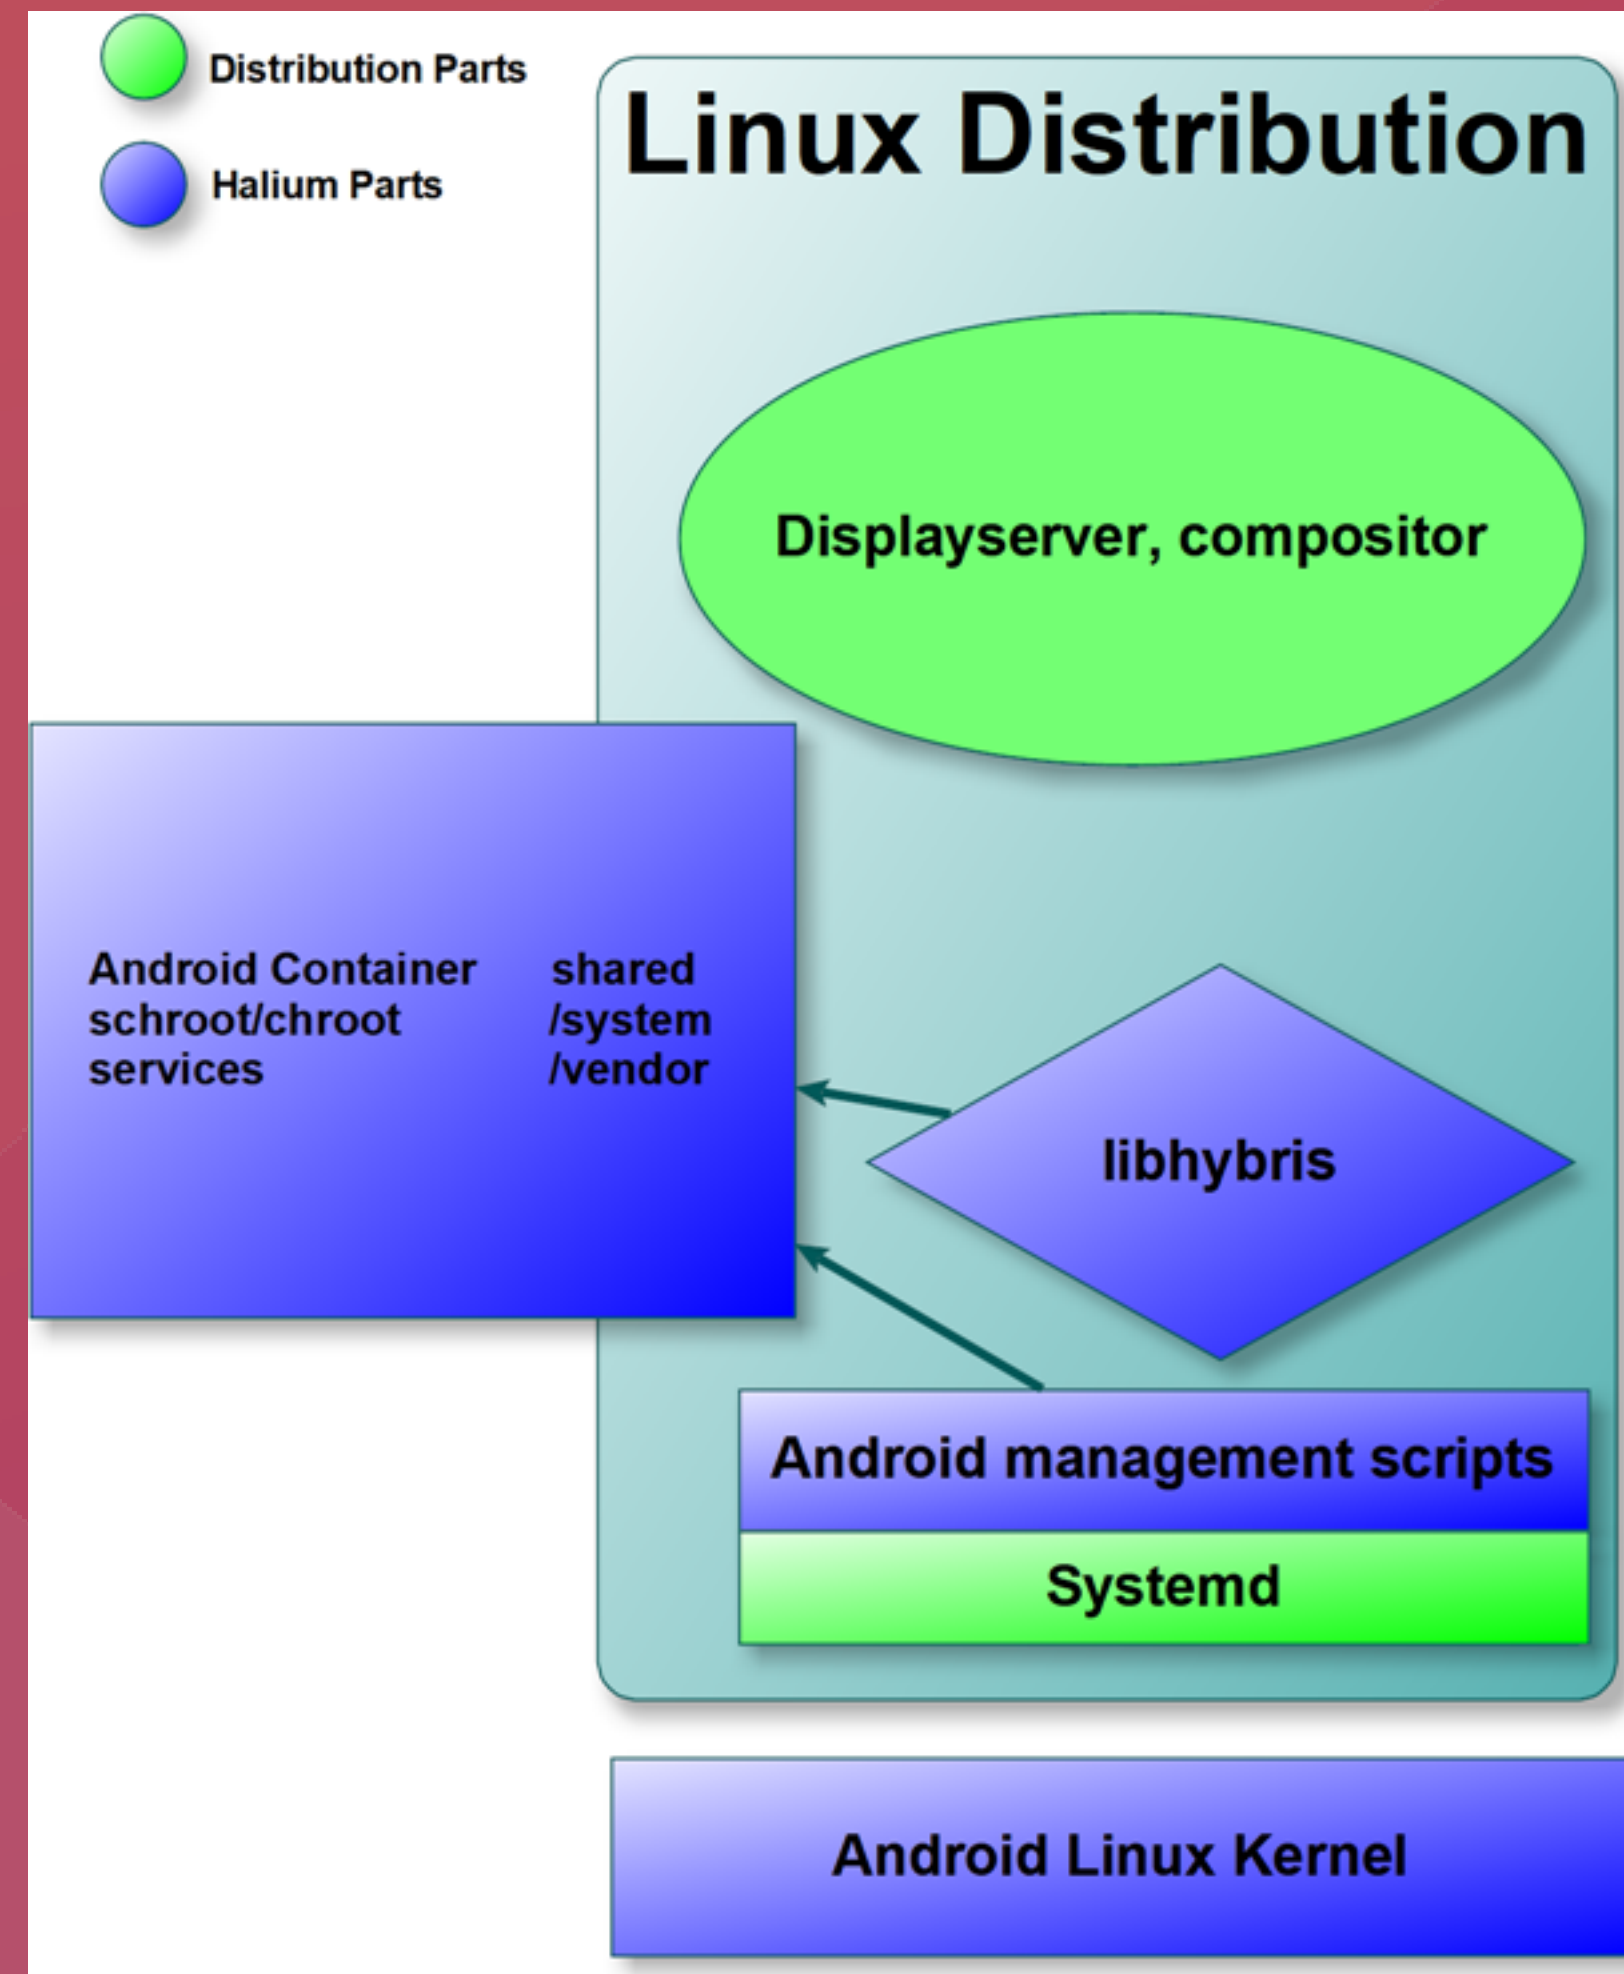 Distribution Parts
Halium Parts
Linux Distribution
Displayserver, compositor
Android Container shared
schroot/chroot /system
services /vendor
libhybris
Android management scripts
Systemd
Android Linux Kernel